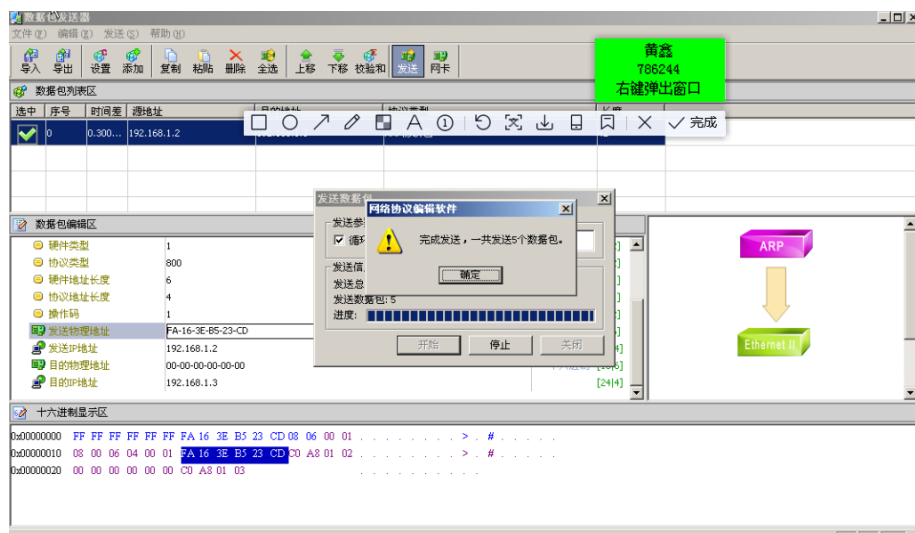 数据包发送器
文件(F) 编辑(E) 发送(S) 帮助(H)
导入 导出 设置 添加 复制 粘贴 删除 全选 上移 下移 校验和 发送 网卡
黄鑫
786244
右键弹出窗口
数据包列表区
选中 序号 时间差 源地址
完成
0 0.300... 192.168.1.2
发送数据包
网络协议编辑软件
完成发送，一共发送5个数据包。
确定
发送参
循环
发送信
发送总
发送数据包: 5
进度:
开始 停止 关闭
数据包编辑区
硬件类型 1
协议类型 800
硬件地址长度 6
协议地址长度 4
操作码 1
发送物理地址 FA-16-3E-B5-23-CD
发送IP地址 192.168.1.2
目的物理地址 00-00-00-00-00-00
目的IP地址 192.168.1.3 [24|4]
ARP
Ethernet II
十六进制显示区
0x00000000 FF FF FF FF FF FF FA 16 3E B5 23 CD 08 06 00 01 . . . . . . . . > . # . . . . .
0x00000010 08 00 06 04 00 01 FA 16 3E B5 23 CD C0 A8 01 02 . . . . . . . . > . # . . . . .
0x00000020 00 00 00 00 00 00 C0 A8 01 03 . . . . . . . . . .